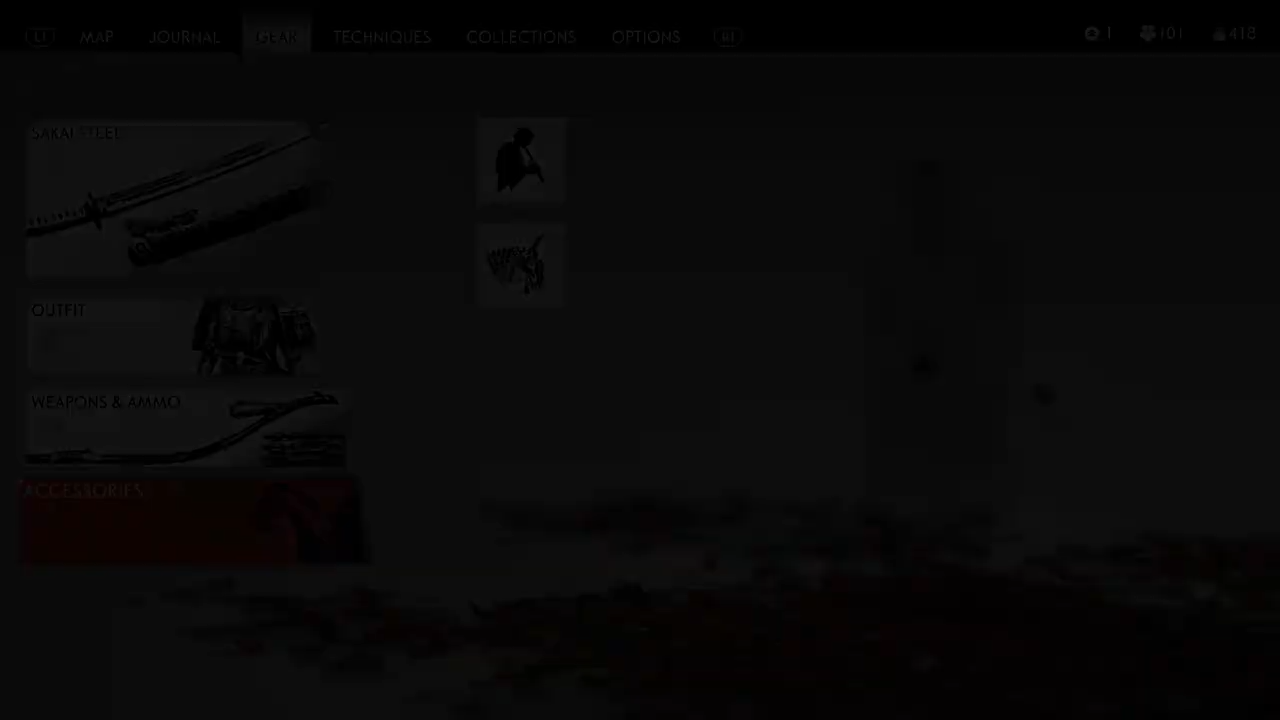 L1 MAP JOURNAL GEAR TECHNIQUES COLLECTIONS OPTIONS R1 1 101 418
SAKAI STEEL
OUTFIT
WEAPONS & AMMO
ACCESSORIES